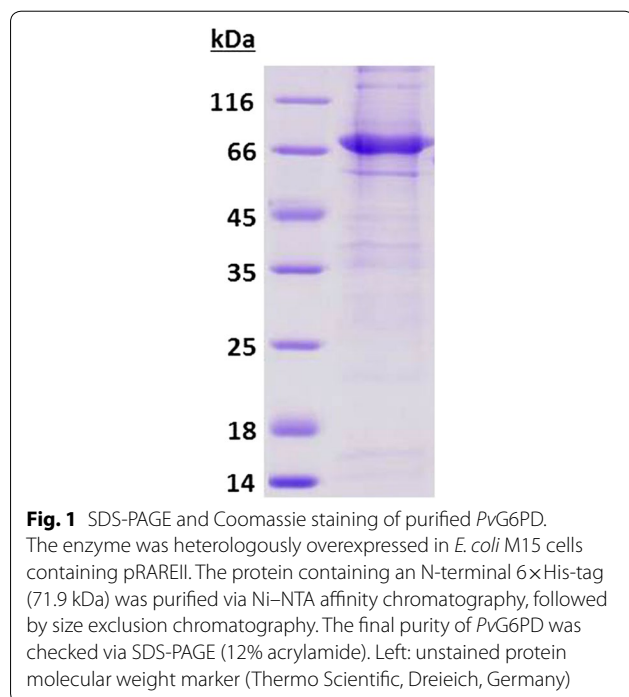 kDa
116
66
45
35
25
18
14
Fig. 1 SDS-PAGE and Coomassie staining of purified PvG6PD.
The enzyme was heterologously overexpressed in E. coli M15 cells
containing pRAREII. The protein containing an N-terminal 6×His-tag
(71.9 kDa) was purified via Ni–NTA affinity chromatography, followed
by size exclusion chromatography. The final purity of PvG6PD was
checked via SDS-PAGE (12% acrylamide). Left: unstained protein
molecular weight marker (Thermo Scientific, Dreieich, Germany)